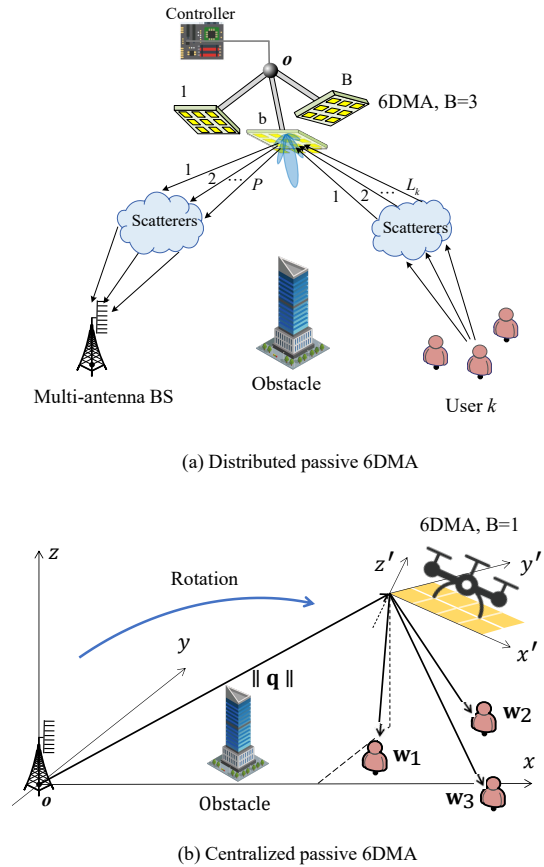 Controller
o
1
B
6DMA, B=3
b
1
2
...
P
1
2
...
L_k
Scatterers
Scatterers
Multi-antenna BS
Obstacle
User k
(a) Distributed passive 6DMA
6DMA, B=1
z
z′
y′
Rotation
y
x′
‖ q ‖
w₂
w₁
x
o
Obstacle
w₃
(b) Centralized passive 6DMA